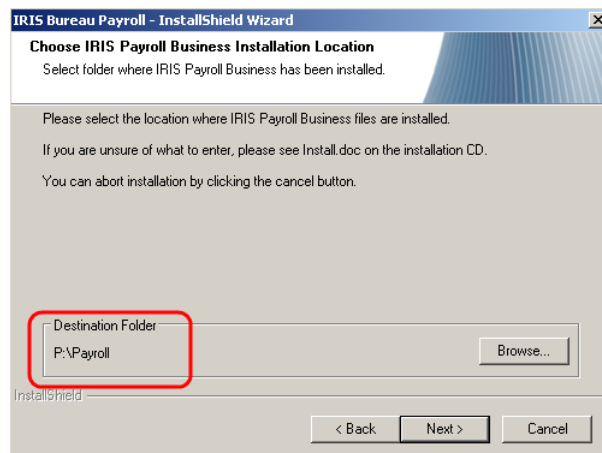 IRIS Bureau Payroll - InstallShield Wizard
Choose IRIS Payroll Business Installation Location
Select folder where IRIS Payroll Business has been installed.
Please select the location where IRIS Payroll Business files are installed.
If you are unsure of what to enter, please see Install.doc on the installation CD.
You can abort installation by clicking the cancel button.
Destination Folder
P:\Payroll
Browse...
InstallShield
< Back
Next >
Cancel